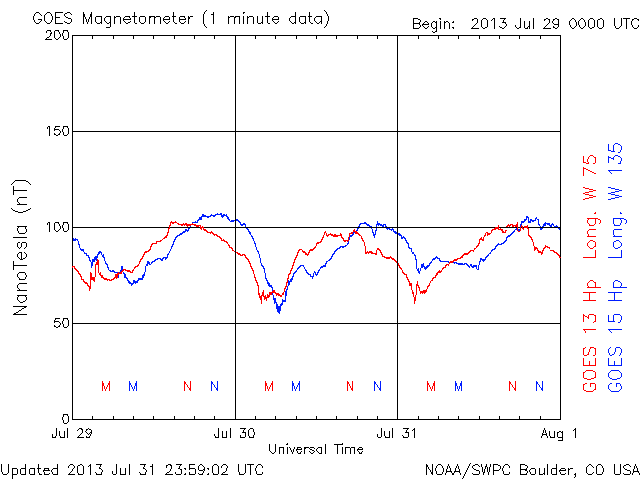 GOES Magnetometer (1 minute data)
Begin: 2013 Jul 29 0000 UTC
200
150
100
50
0
NanoTesla (nT)
M M N N M M N N M M N N
Jul 29 Jul 30 Jul 31 Aug 1
Universal Time
GOES 13 Hp Long. W 75
GOES 15 Hp Long. W 135
Updated 2013 Jul 31 23:59:02 UTC
NOAA/SWPC Boulder, CO USA